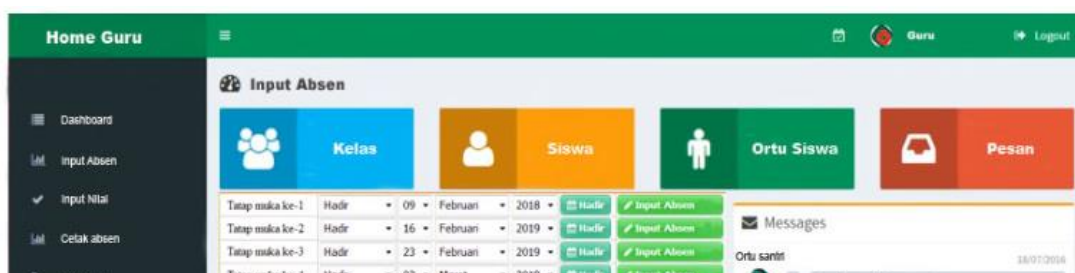 Home Guru
Guru
Logout
Input Absen
Dashboard
Input Absen
Input Nilai
Cetak absen
Kelas
Siswa
Ortu Siswa
Pesan
Tatap muka ke-1 Hadir 09 Februari 2018 Hadir Input Absen
Tatap muka ke-2 Hadir 16 Februari 2019 Hadir Input Absen
Tatap muka ke-3 Hadir 23 Februari 2019 Hadir Input Absen
Messages
Ortu santri
18/07/2016